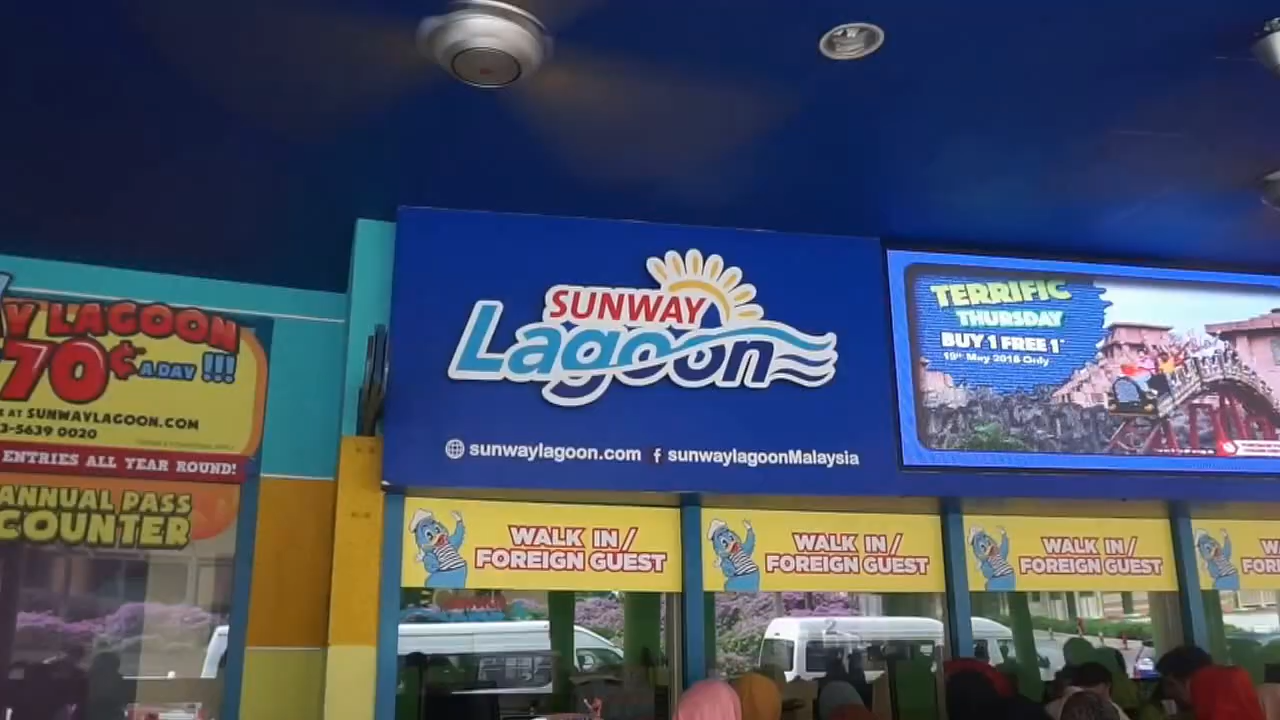 Y LAGOON
70¢ A DAY !!!
AT SUNWAYLAGOON.COM
3-5639 0020
ENTRIES ALL YEAR ROUND!
ANNUAL PASS
COUNTER
SUNWAY
Lagoon
sunwaylagoon.com f sunwaylagoonMalaysia
TERRIFIC
THURSDAY
BUY 1 FREE 1*
19th May 2016 Only
WALK IN/
FOREIGN GUEST
WALK IN/
FOREIGN GUEST
WALK IN/
FOREIGN GUEST
2